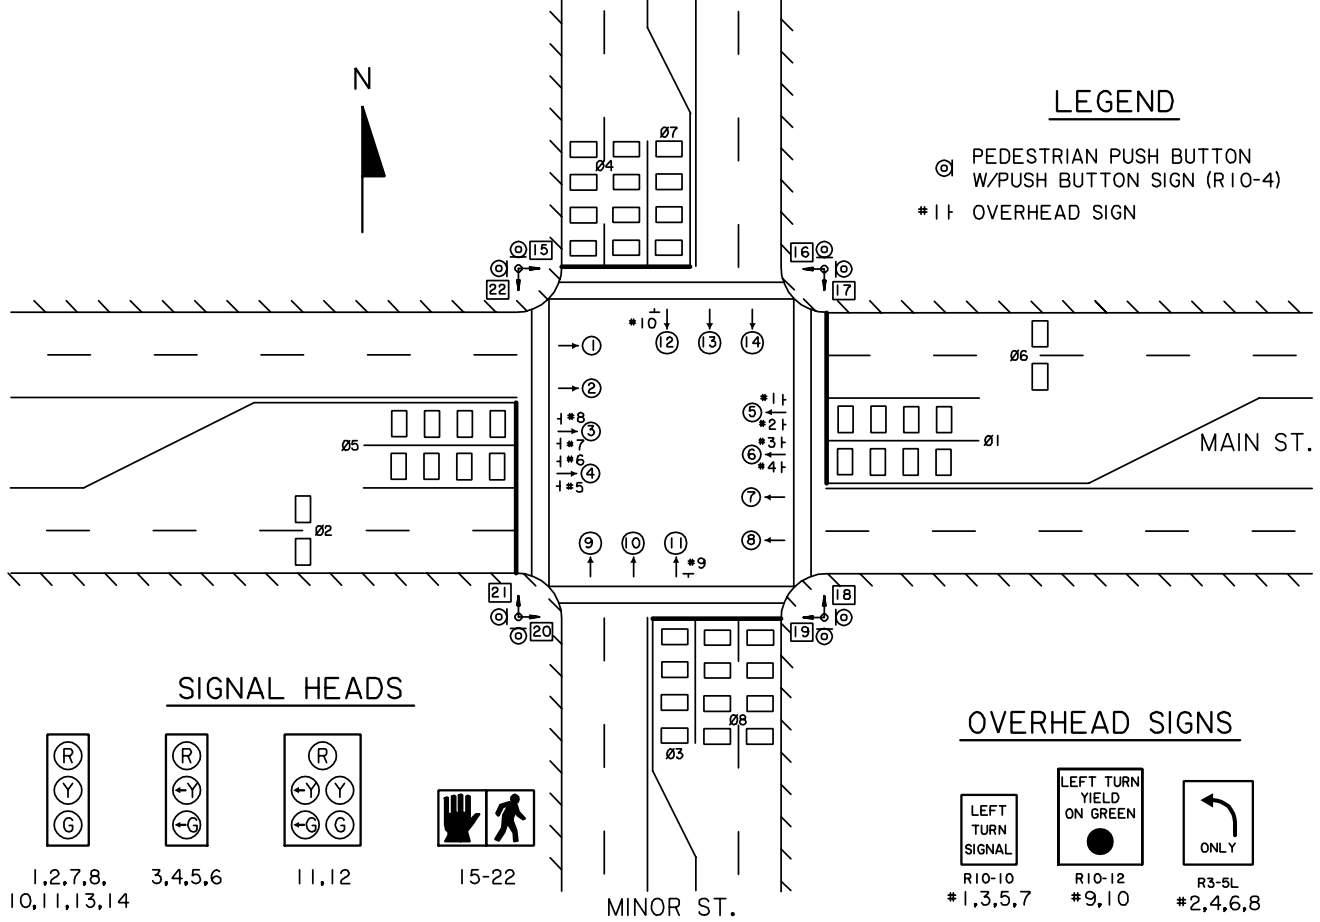 N
LEGEND
PEDESTRIAN PUSH BUTTON
W/PUSH BUTTON SIGN (R10-4)
#1 OVERHEAD SIGN
Ø7
Ø4
15
22
16
17
#10
12
13
14
1
2
#8
3
#7
#6
4
#5
#1
5
#2
#3
6
#4
7
8
9
10
11
#9
Ø6
Ø5
Ø1
MAIN ST.
Ø2
21
20
18
19
Ø8
Ø3
MINOR ST.
SIGNAL HEADS
R
Y
G
1,2,7,8,
10,11,13,14
R
←Y
←G
3,4,5,6
R
←Y Y
←G G
11,12
15-22
OVERHEAD SIGNS
LEFT
TURN
SIGNAL
R10-10
#1,3,5,7
LEFT TURN
YIELD
ON GREEN
R10-12
#9,10
ONLY
R3-5L
#2,4,6,8